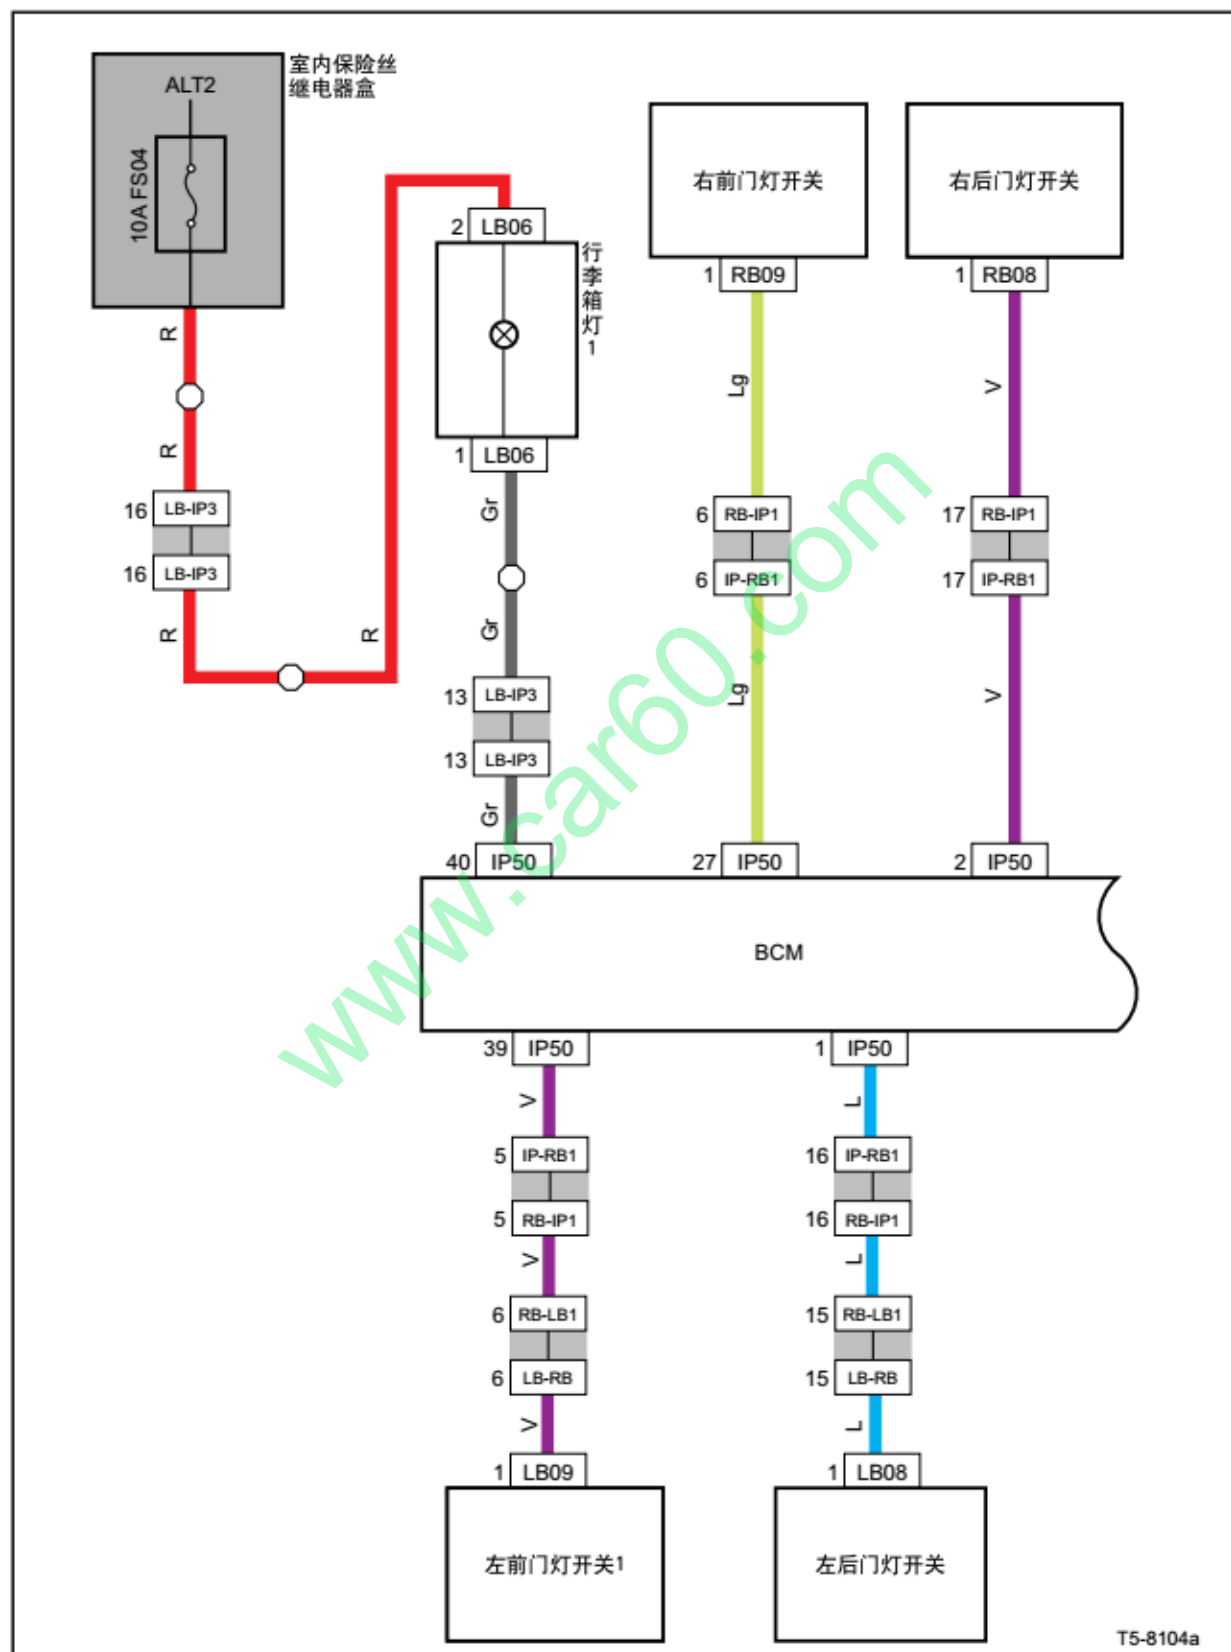 室内保险丝
继电器盒
ALT2
10A FS04
R
R
16 LB-IP3
16 LB-IP3
R
R
2 LB06
行李箱灯1
1 LB06
Gr
Gr
13 LB-IP3
13 LB-IP3
Gr
40 IP50
右前门灯开关
1 RB09
Lg
6 RB-IP1
6 IP-RB1
Lg
27 IP50
右后门灯开关
1 RB08
V
17 RB-IP1
17 IP-RB1
V
2 IP50
BCM
39 IP50
V
5 IP-RB1
5 RB-IP1
V
6 RB-LB1
6 LB-RB
V
1 LB09
左前门灯开关1
1 IP50
L
16 IP-RB1
16 RB-IP1
L
15 RB-LB1
15 LB-RB
L
1 LB08
左后门灯开关
T5-8104a
www.car60.com